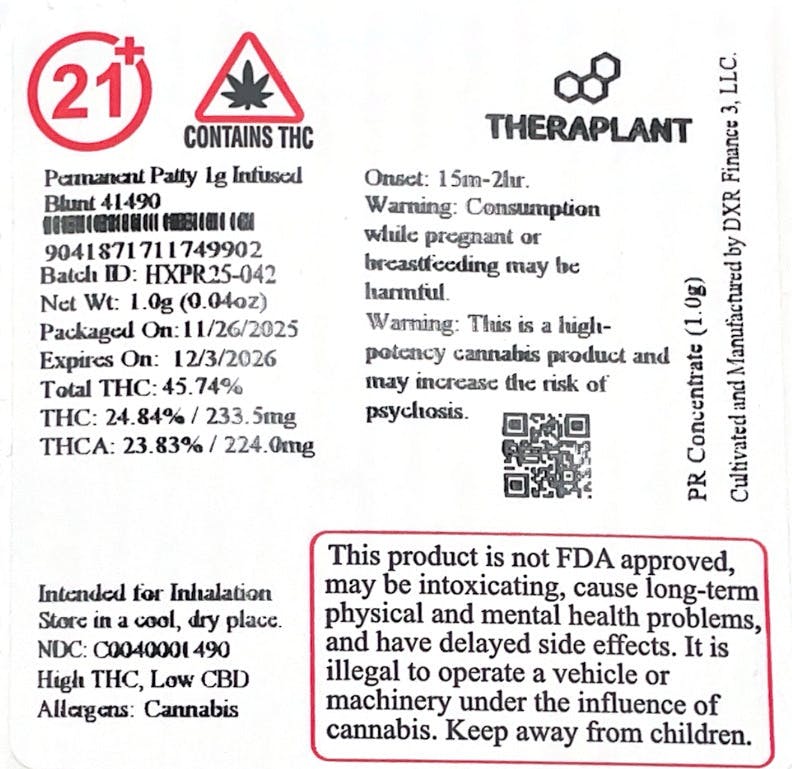 21+
CONTAINS THC
THERAPLANT
Permanent Patty 1g Infused
Blunt 41490
9041871711749902
Batch ID: HXPR25-042
Net Wt: 1.0g (0.04oz)
Packaged On: 11/26/2025
Expires On: 12/3/2026
Total THC: 45.74%
THC: 24.84% / 233.5mg
THCA: 23.83% / 224.0mg
Onset: 15m-2hr.
Warning: Consumption
while pregnant or
breastfeeding may be
harmful.
Warning: This is a high-
potency cannabis product and
may increase the risk of
psychosis.
PR Concentrate (1.0g)
Cultivated and Manufactured by DXR Finance 3, LLC.
Intended for Inhalation
Store in a cool, dry place.
NDC: C0040001490
High THC, Low CBD
Allergens: Cannabis
This product is not FDA approved,
may be intoxicating, cause long-term
physical and mental health problems,
and have delayed side effects. It is
illegal to operate a vehicle or
machinery under the influence of
cannabis. Keep away from children.